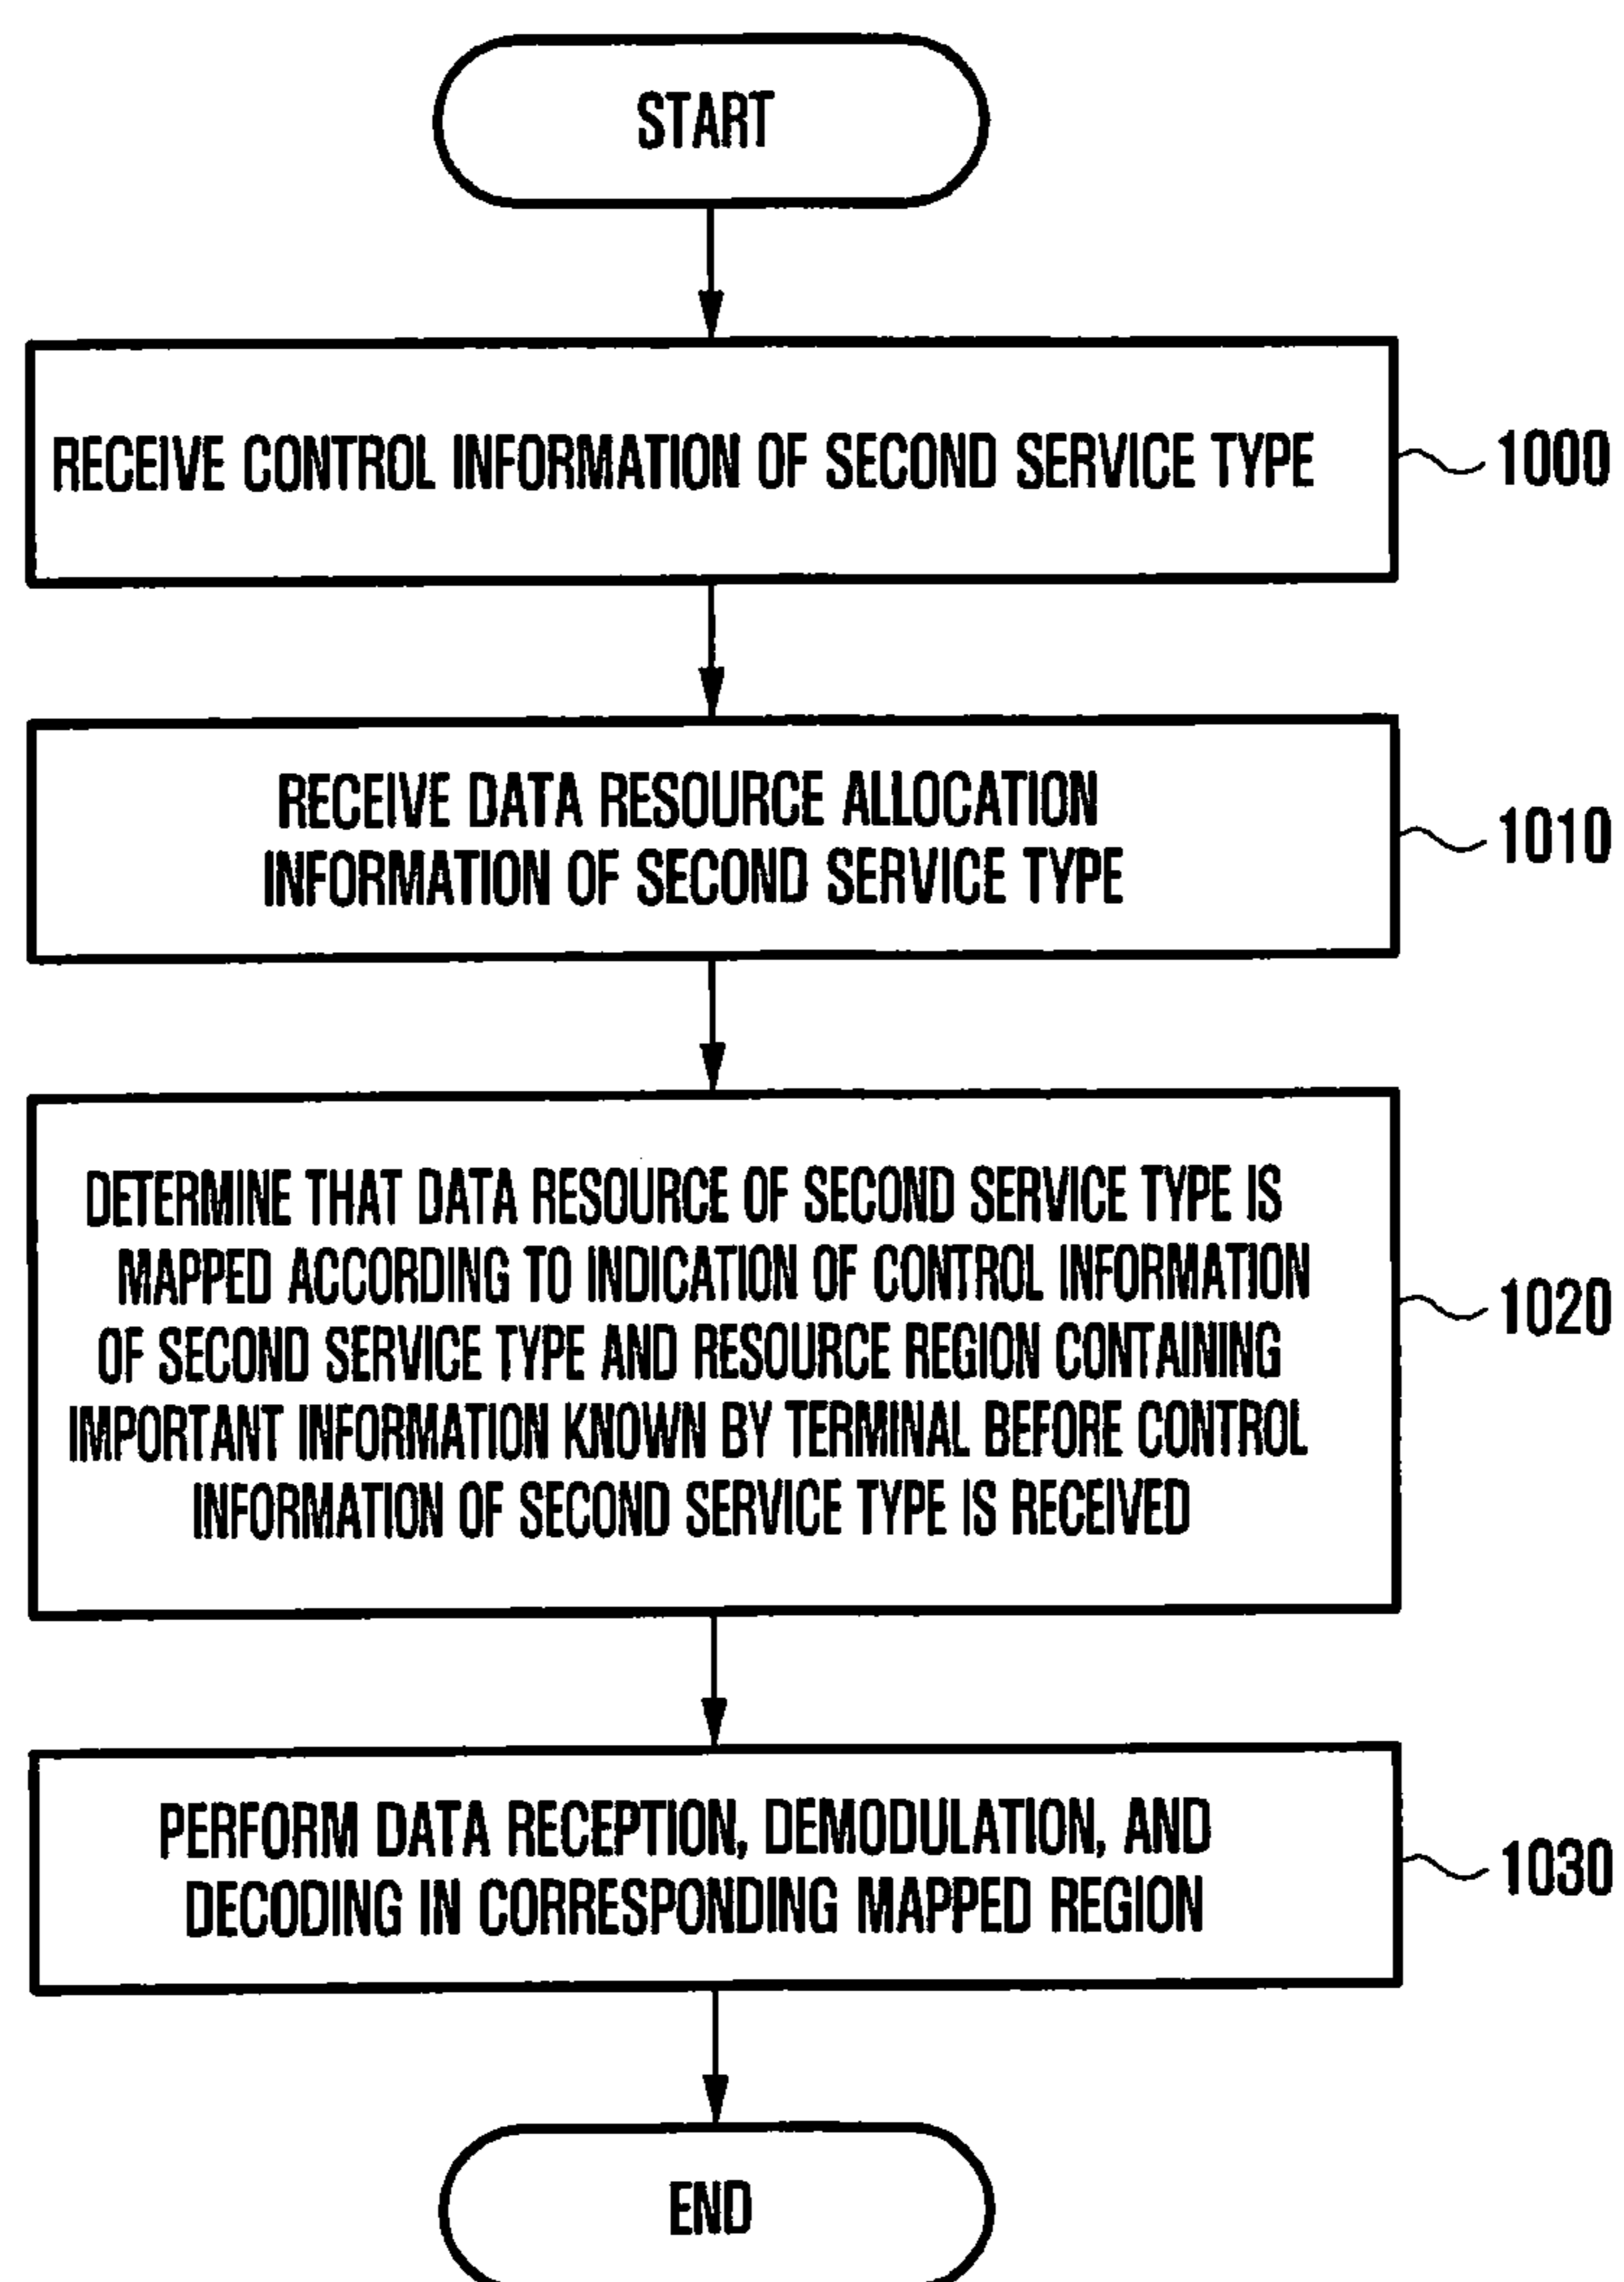 START
RECEIVE CONTROL INFORMATION OF SECOND SERVICE TYPE
1000
RECEIVE DATA RESOURCE ALLOCATION
INFORMATION OF SECOND SERVICE TYPE
1010
DETERMINE THAT DATA RESOURCE OF SECOND SERVICE TYPE IS
MAPPED ACCORDING TO INDICATION OF CONTROL INFORMATION
OF SECOND SERVICE TYPE AND RESOURCE REGION CONTAINING
IMPORTANT INFORMATION KNOWN BY TERMINAL BEFORE CONTROL
INFORMATION OF SECOND SERVICE TYPE IS RECEIVED
1020
PERFORM DATA RECEPTION, DEMODULATION, AND
DECODING IN CORRESPONDING MAPPED REGION
1030
END